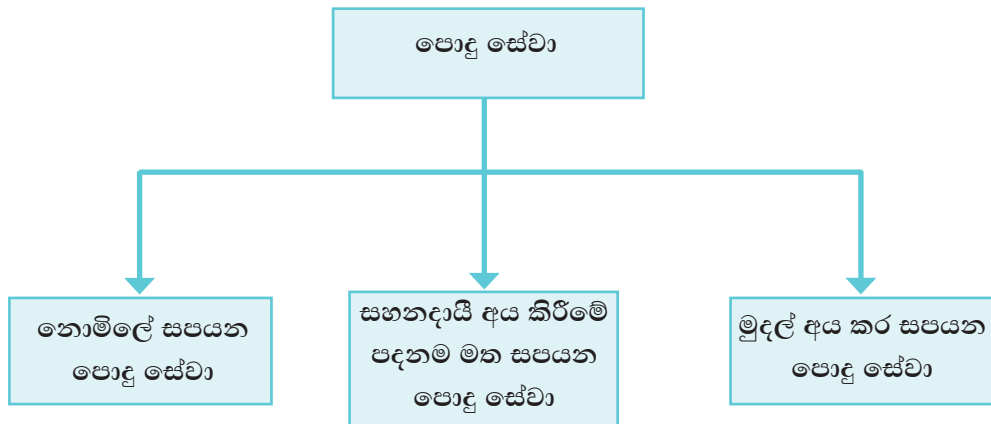 පොදු සේවා
නොමිලේ සපයන
පොදු සේවා
සහනදායී අය කිරීමේ
පදනම මත සපයන
පොදු සේවා
මුදල් අය කර සපයන
පොදු සේවා